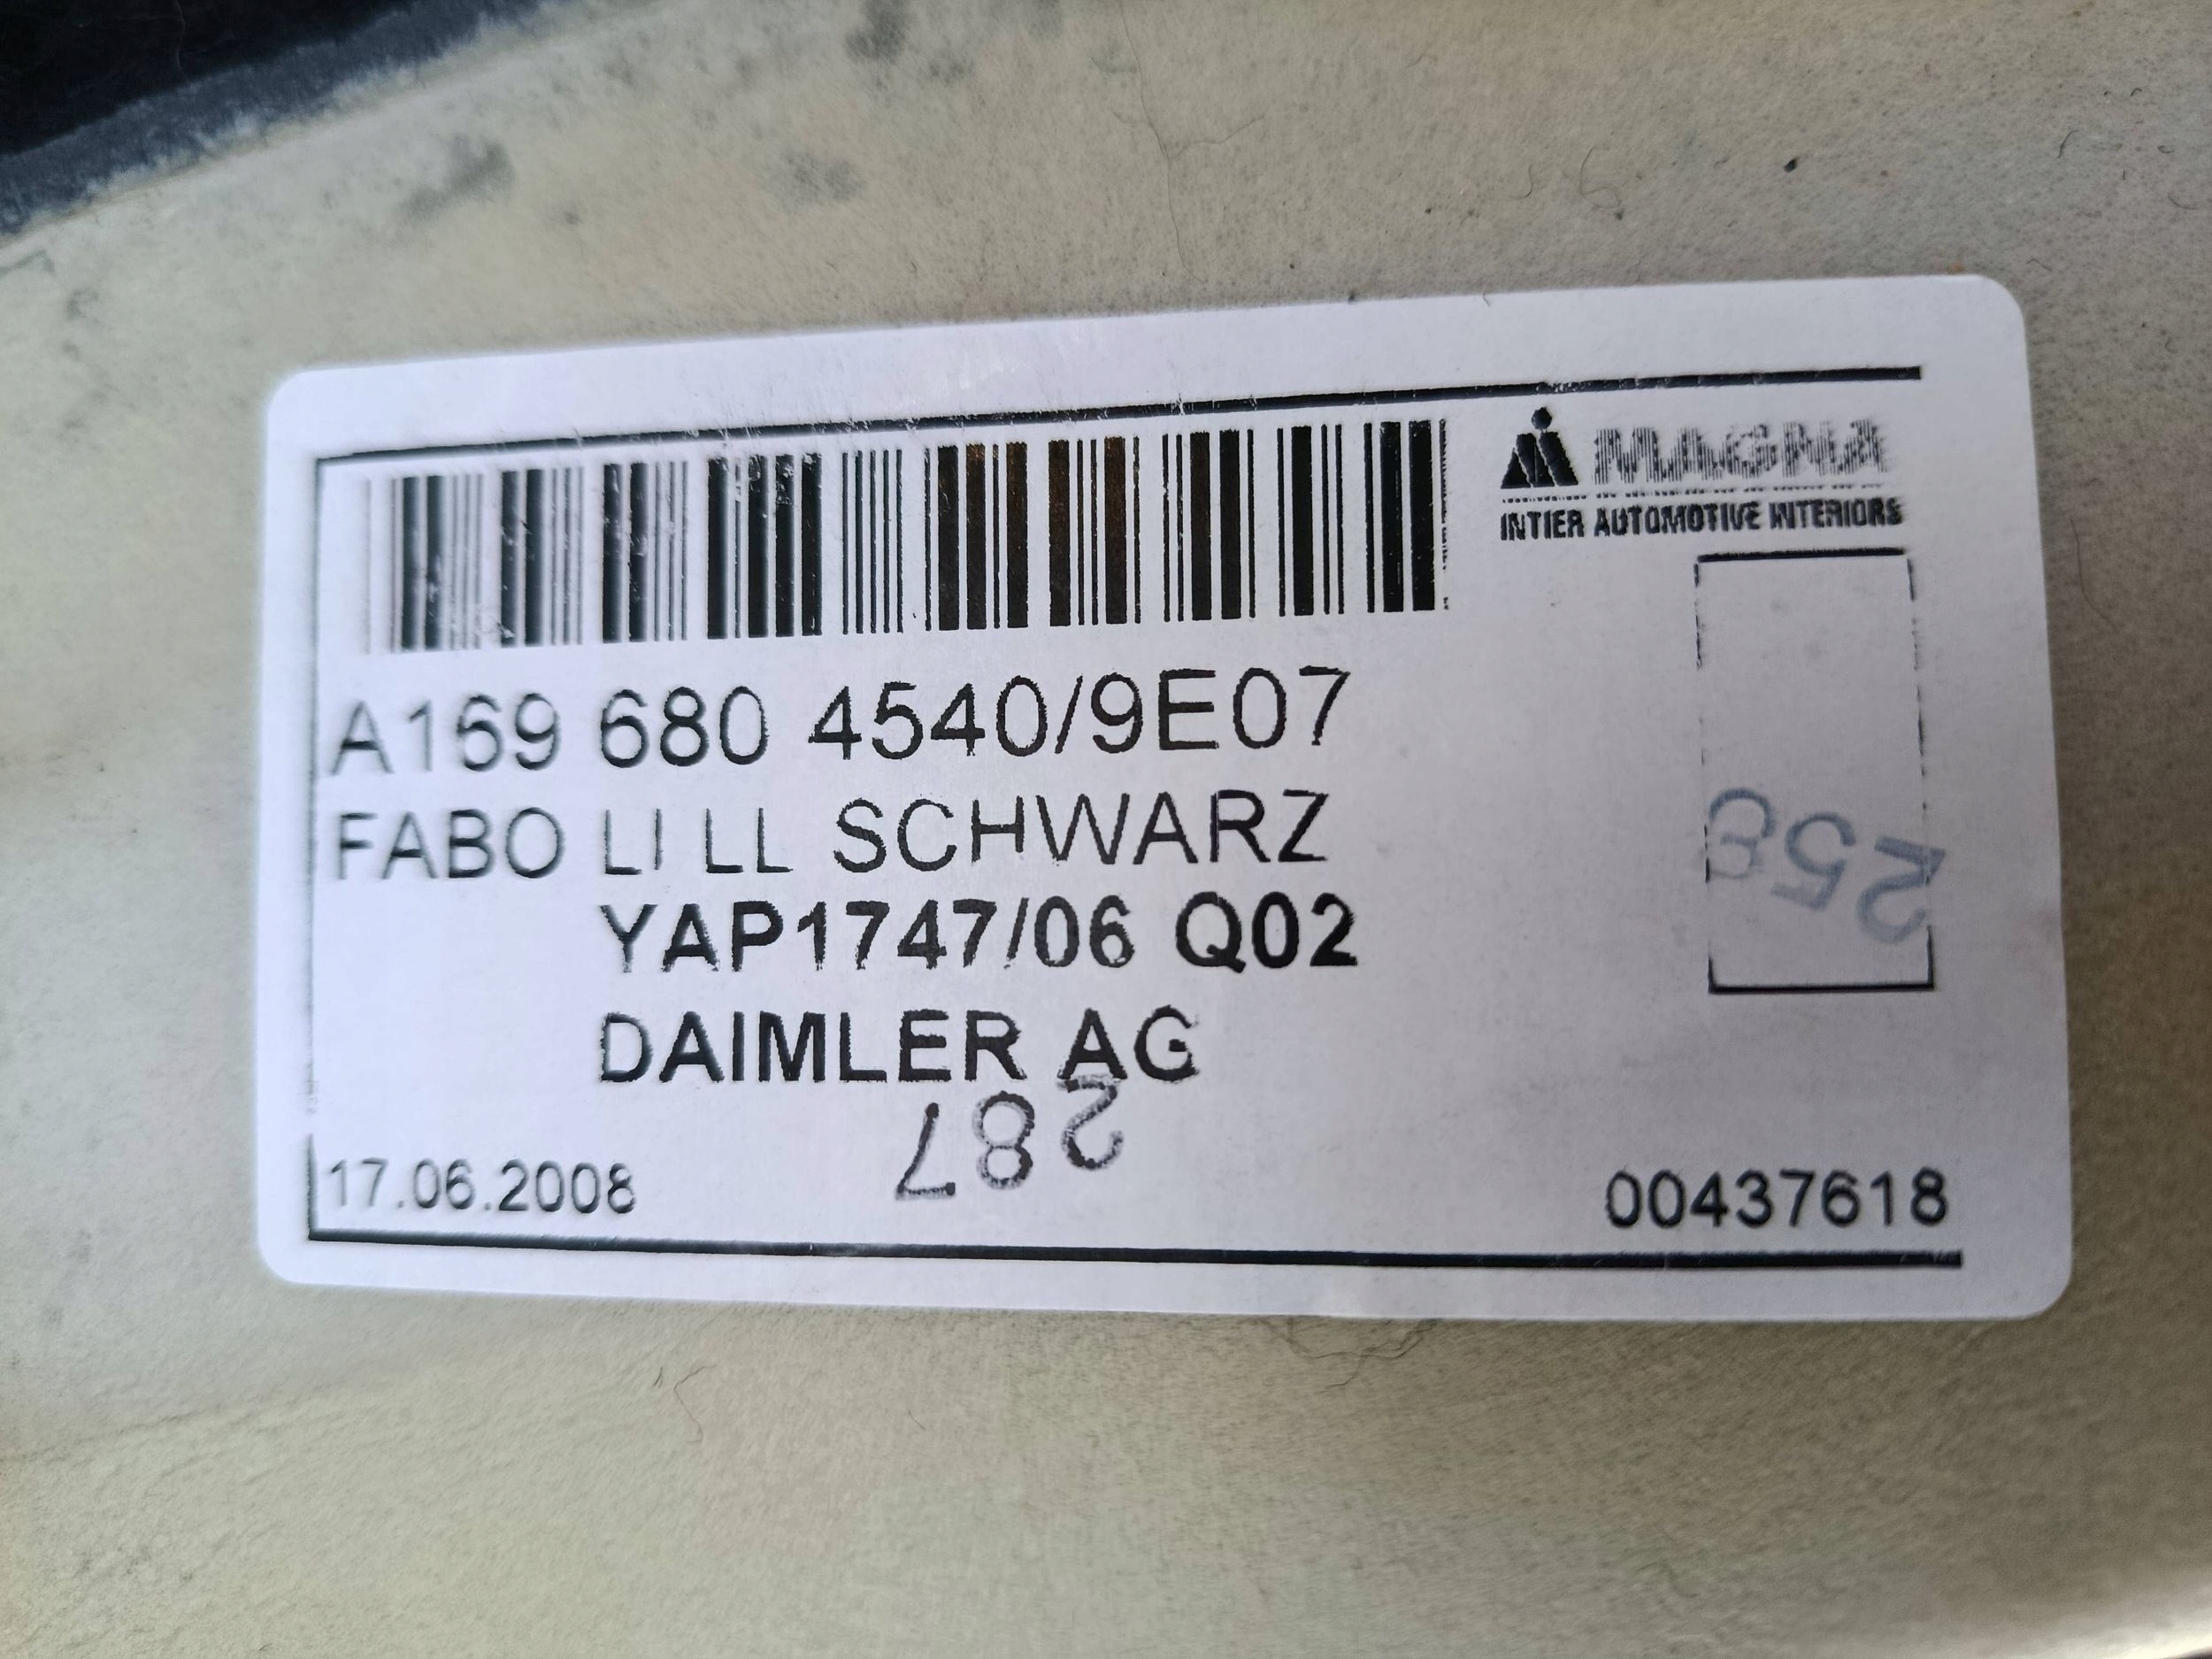 MAGNA
INTIER AUTOMOTIVE INTERIORS
A169 680 4540/9E07
FABO LI LL SCHWARZ
YAP1747/06 Q02
DAIMLER AG
287
17.06.2008
00437618